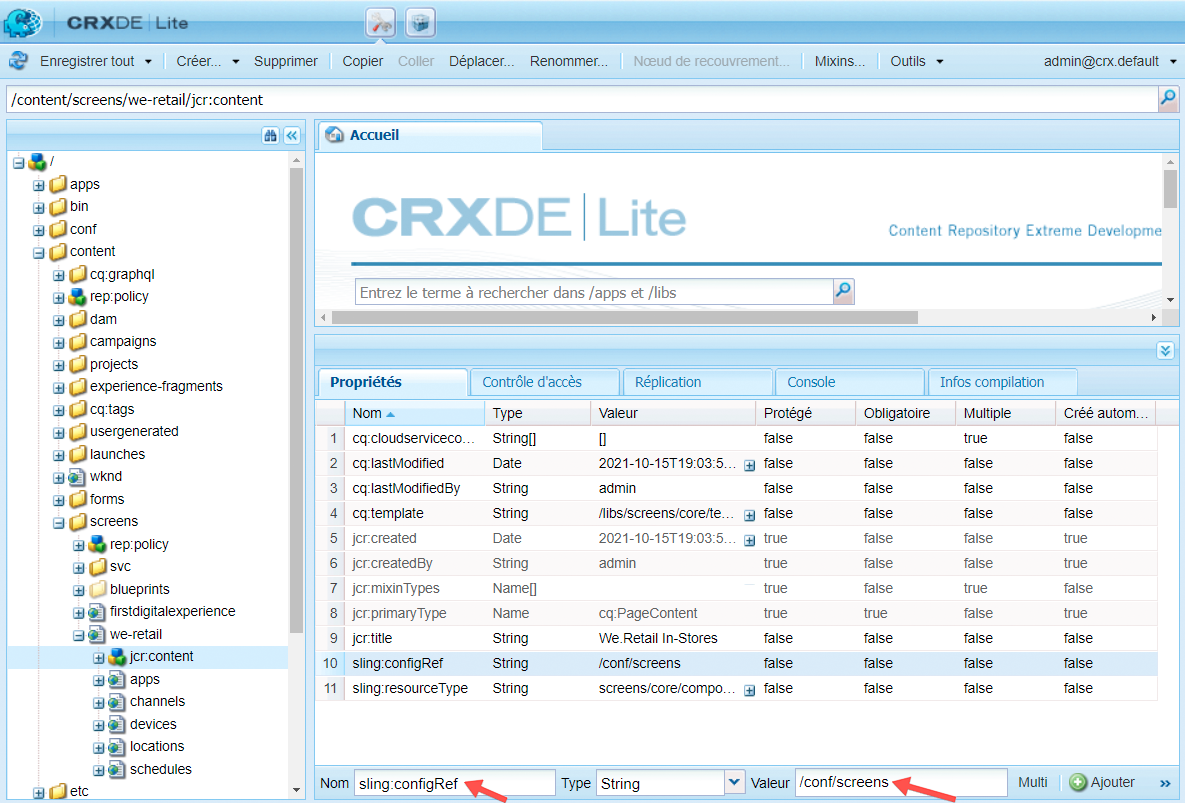 CRXDE | Lite
Enregistrer tout Créer... Supprimer Copier Coller Déplacer... Renommer... Nœud de recouvrement... Mixins... Outils admin@crx.default
/content/screens/we-retail/jcr:content
/
apps
bin
conf
content
cq:graphql
rep:policy
dam
campaigns
projects
experience-fragments
cq:tags
usergenerated
launches
wknd
forms
screens
rep:policy
svc
blueprints
firstdigitalexperience
we-retail
jcr:content
apps
channels
devices
locations
schedules
etc
Accueil
CRXDE | Lite
Content Repository Extreme Developme
Entrez le terme à rechercher dans /apps et /libs
Propriétés Contrôle d'accès Réplication Console Infos compilation
Nom Type Valeur Protégé Obligatoire Multiple Créé autom...
1 cq:cloudserviceco... String[] [] false false true false
2 cq:lastModified Date 2021-10-15T19:03:5... false false false false
3 cq:lastModifiedBy String admin false false false false
4 cq:template String /libs/screens/core/te... false false false false
5 jcr:created Date 2021-10-15T19:03:5... true false false true
6 jcr:createdBy String admin true false false true
7 jcr:mixinTypes Name[] true false true false
8 jcr:primaryType Name cq:PageContent true true false true
9 jcr:title String We.Retail In-Stores false false false false
10 sling:configRef String /conf/screens false false false false
11 sling:resourceType String screens/core/compo... false false false false
Nom sling:configRef Type String Valeur /conf/screens Multi Ajouter »